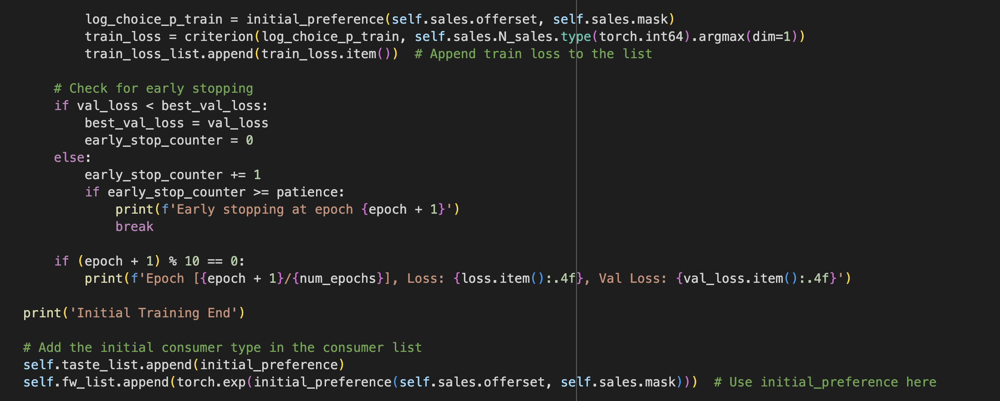 log_choice_p_train = initial_preference(self.sales.offerset, self.sales.mask)
train_loss = criterion(log_choice_p_train, self.sales.N_sales.type(torch.int64).argmax(dim=1))
train_loss_list.append(train_loss.item())  # Append train loss to the list
# Check for early stopping
if val_loss < best_val_loss:
best_val_loss = val_loss
early_stop_counter = 0
else:
early_stop_counter += 1
if early_stop_counter >= patience:
print(f'Early stopping at epoch {epoch + 1}')
break
if (epoch + 1) % 10 == 0:
print(f'Epoch [{epoch + 1}/{num_epochs}], Loss: {loss.item():.4f}, Val Loss: {val_loss.item():.4f}')
print('Initial Training End')
# Add the initial consumer type in the consumer list
self.taste_list.append(initial_preference)
self.fw_list.append(torch.exp(initial_preference(self.sales.offerset, self.sales.mask)))  # Use initial_preference here